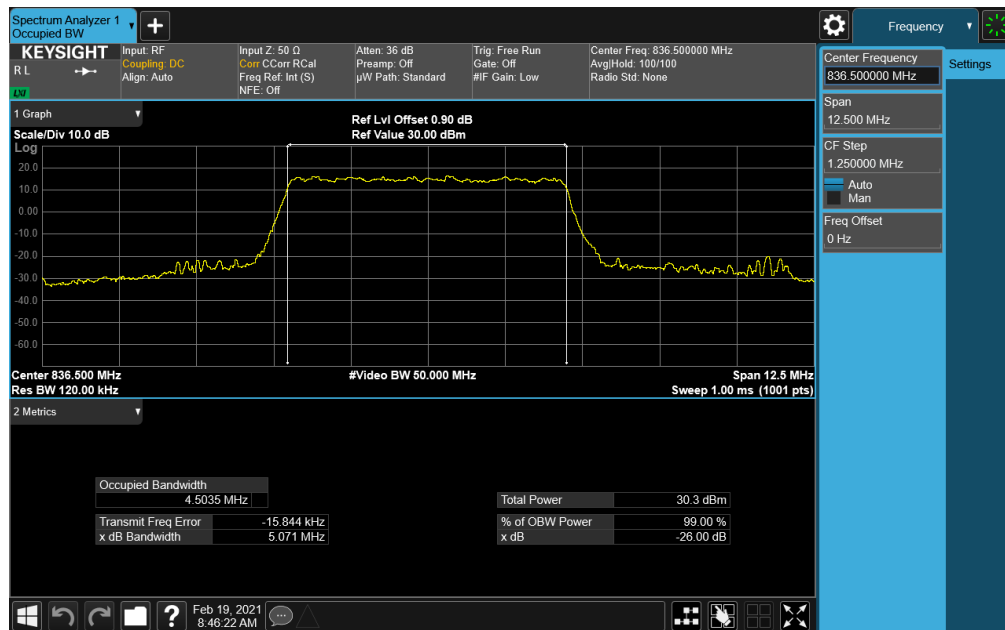 Spectrum Analyzer 1
Occupied BW
Frequency
KEYSIGHT
R L
LXI
Input: RF
Coupling: DC
Align: Auto
Input Z: 50 Ω
Corr CCorr RCal
Freq Ref: Int (S)
NFE: Off
Atten: 36 dB
Preamp: Off
µW Path: Standard
Trig: Free Run
Gate: Off
#IF Gain: Low
Center Freq: 836.500000 MHz
Avg|Hold: 100/100
Radio Std: None
Center Frequency
836.500000 MHz
Settings
Span
12.500 MHz
CF Step
1.250000 MHz
Auto
Man
Freq Offset
0 Hz
1 Graph
Scale/Div 10.0 dB
Ref Lvl Offset 0.90 dB
Ref Value 30.00 dBm
Log
20.0
10.0
0.00
-10.0
-20.0
-30.0
-40.0
-50.0
-60.0
Center 836.500 MHz
#Video BW 50.000 MHz
Span 12.5 MHz
Res BW 120.00 kHz
Sweep 1.00 ms (1001 pts)
2 Metrics
Occupied Bandwidth
4.5035 MHz
Total Power 30.3 dBm
Transmit Freq Error -15.844 kHz
% of OBW Power 99.00 %
x dB Bandwidth 5.071 MHz
x dB -26.00 dB
?
Feb 19, 2021
8:46:22 AM